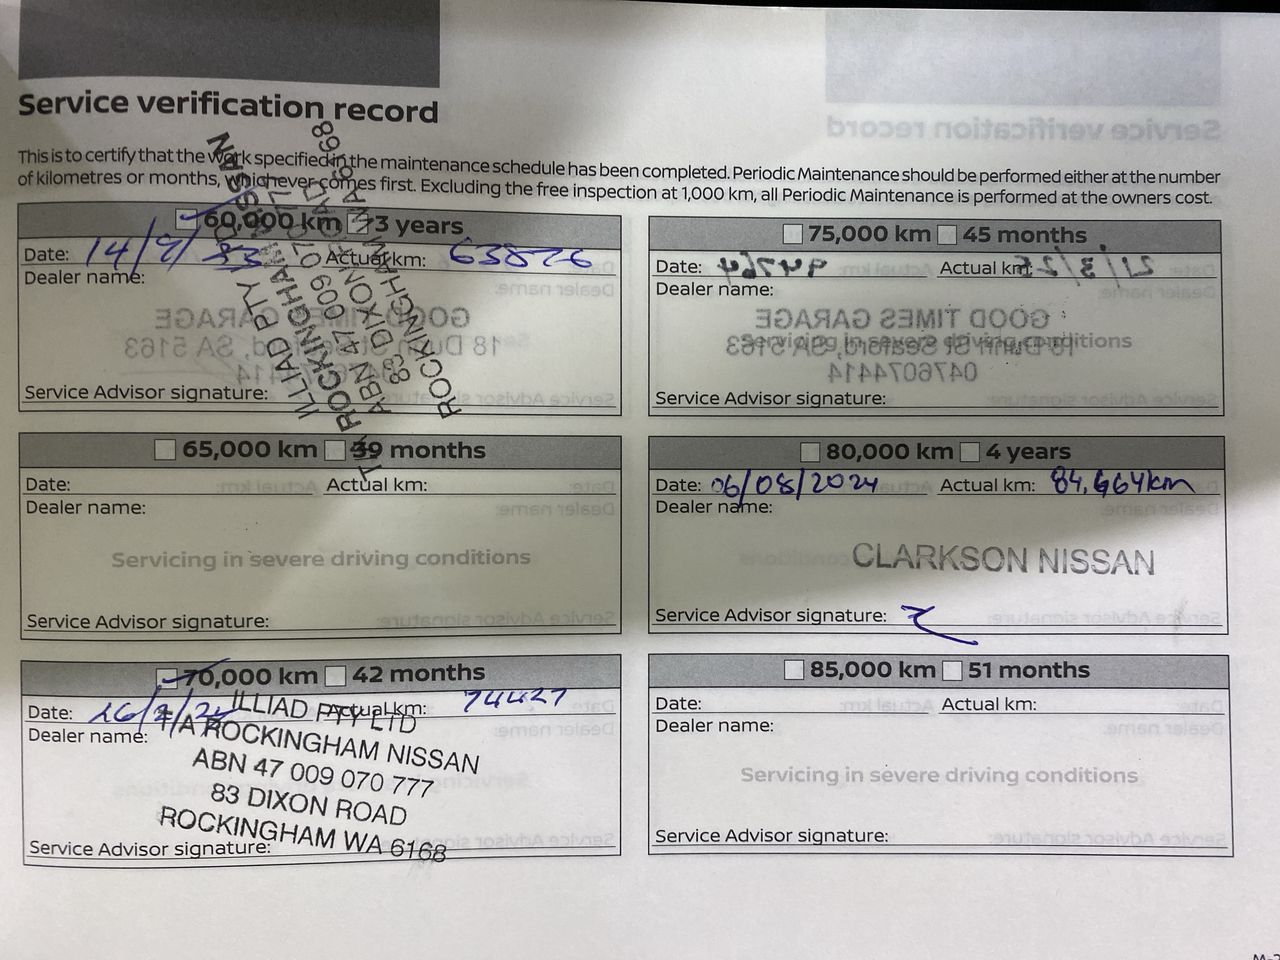 Service verification record
This is to certify that the work specified in the maintenance schedule has been completed. Periodic Maintenance should be performed either at the number
of kilometres or months, whichever comes first. Excluding the free inspection at 1,000 km, all Periodic Maintenance is performed at the owners cost.
60,000 km 3 years
Date: 14/9/23 Actual km: 63826
Dealer name:
ILLIAD PTY LTD
T/A ROCKINGHAM NISSAN
ABN 47 009 070 777
83 DIXON ROAD
ROCKINGHAM WA 6168
Service Advisor signature:
65,000 km 39 months
Date: Actual km:
Dealer name:
Servicing in severe driving conditions
Service Advisor signature:
70,000 km 42 months
Date: Actual km: 74427
Dealer name:
ILLIAD PTY LTD
T/A ROCKINGHAM NISSAN
ABN 47 009 070 777
83 DIXON ROAD
ROCKINGHAM WA 6168
Service Advisor signature:
75,000 km 45 months
Date: Actual km:
Dealer name:
Servicing in severe driving conditions
Service Advisor signature:
80,000 km 4 years
Date: 06/08/2024 Actual km: 84,664km
Dealer name:
CLARKSON NISSAN
Service Advisor signature:
85,000 km 51 months
Date: Actual km:
Dealer name:
Servicing in severe driving conditions
Service Advisor signature: